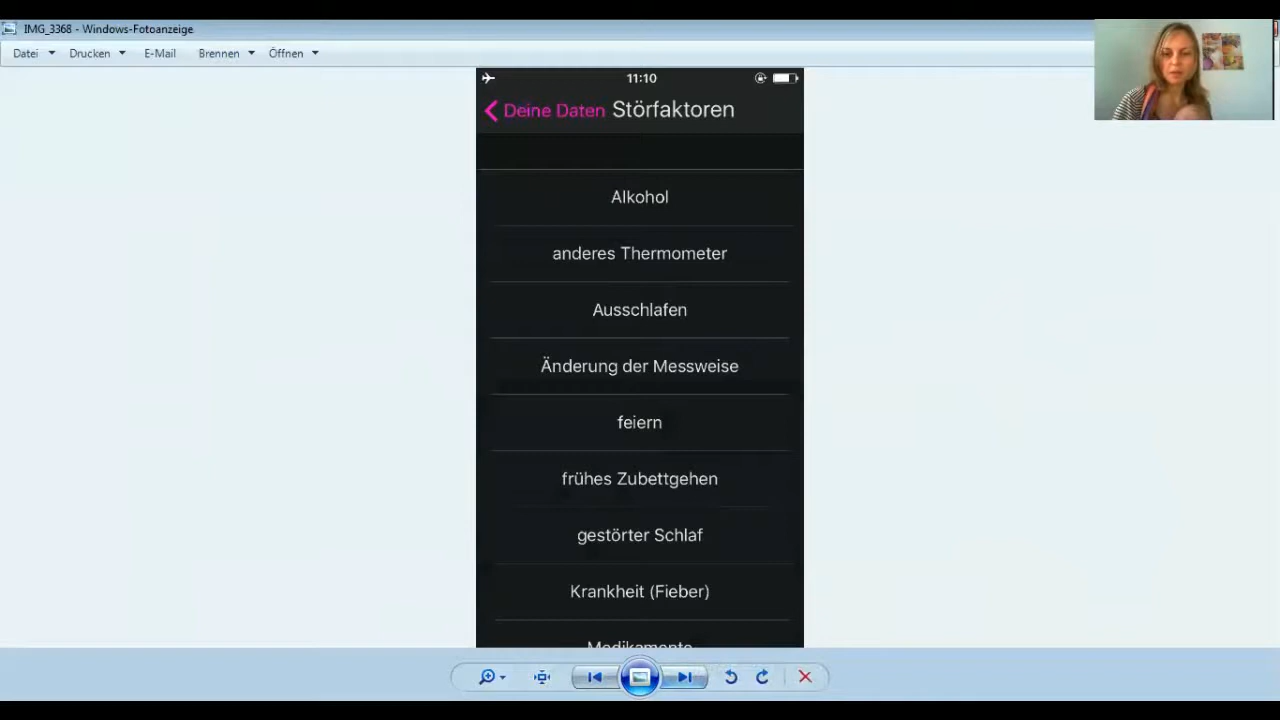 IMG_3368 - Windows-Fotoanzeige
Datei Drucken E-Mail Brennen Öffnen
11:10
Deine Daten Störfaktoren
Alkohol
anderes Thermometer
Ausschlafen
Änderung der Messweise
feiern
frühes Zubettgehen
gestörter Schlaf
Krankheit (Fieber)
Medikamente